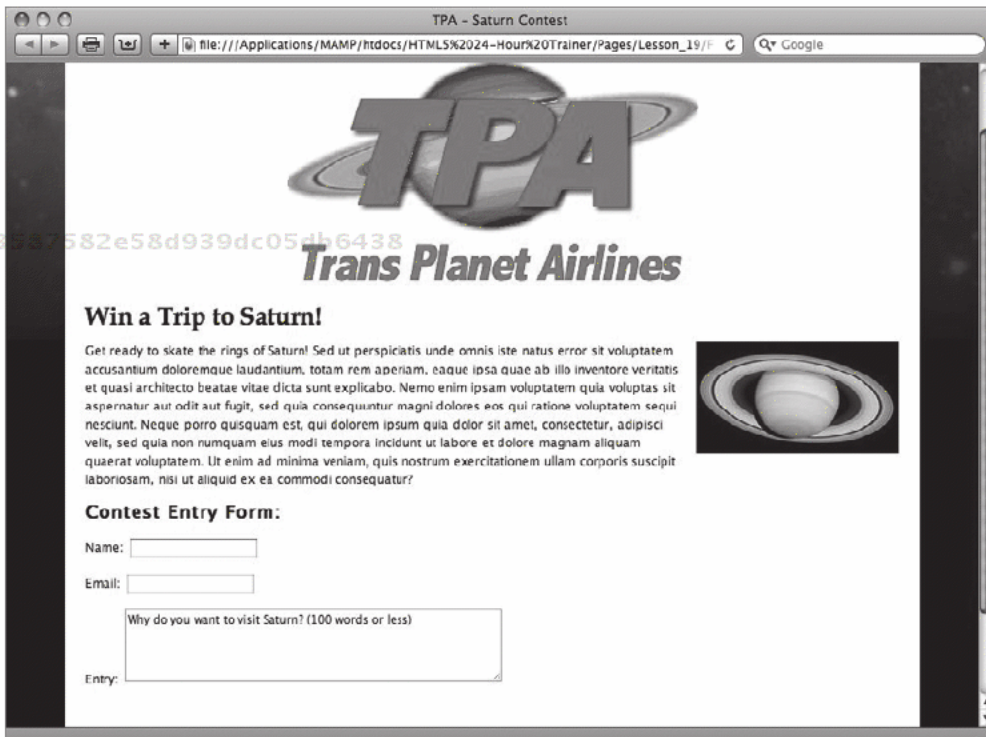 TPA - Saturn Contest
file:///Applications/MAMP/htdocs/HTML5%2024-Hour%20Trainer/Pages/Lesson_19/F
Google
TPA
582e58d939dc05db6438
Trans Planet Airlines
Win a Trip to Saturn!
Get ready to skate the rings of Saturn! Sed ut perspiciatis unde omnis iste natus error sit voluptatem
accusantium doloremque laudantium, totam rem aperiam, eaque ipsa quae ab illo inventore veritatis
et quasi architecto beatae vitae dicta sunt explicabo. Nemo enim ipsam voluptatem quia voluptas sit
aspernatur aut odit aut fugit, sed quia consequuntur magni dolores eos qui ratione voluptatem sequi
nesciunt. Neque porro quisquam est, qui dolorem ipsum quia dolor sit amet, consectetur, adipisci
velit, sed quia non numquam eius modi tempora incidunt ut labore et dolore magnam aliquam
quaerat voluptatem. Ut enim ad minima veniam, quis nostrum exercitationem ullam corporis suscipit
laboriosam, nisi ut aliquid ex ea commodi consequatur?
Contest Entry Form:
Name:
Email:
Why do you want to visit Saturn? (100 words or less)
Entry: